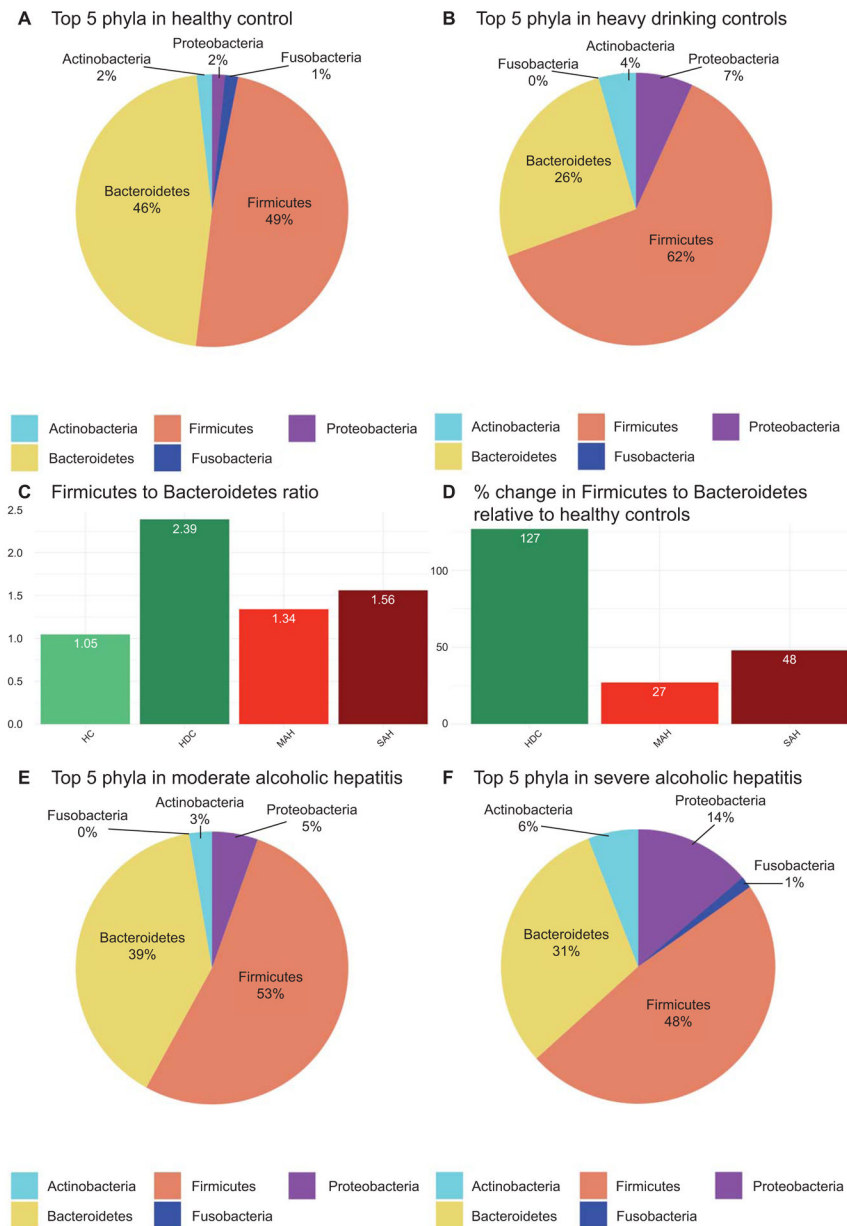 A Top 5 phyla in healthy control
Proteobacteria
2%
Actinobacteria
2%
Fusobacteria
1%
Bacteroidetes
46%
Firmicutes
49%
Actinobacteria
Firmicutes
Proteobacteria
Bacteroidetes
Fusobacteria
B Top 5 phyla in heavy drinking controls
Actinobacteria
4%
Fusobacteria
0%
Proteobacteria
7%
Bacteroidetes
26%
Firmicutes
62%
Actinobacteria
Firmicutes
Proteobacteria
Bacteroidetes
Fusobacteria
C Firmicutes to Bacteroidetes ratio
2.5
2.0
1.5
1.0
0.5
0.0
1.05
2.39
1.34
1.56
HC
HDC
MAH
SAH
D % change in Firmicutes to Bacteroidetes
relative to healthy controls
100
50
0
127
27
48
HDC
MAH
SAH
E Top 5 phyla in moderate alcoholic hepatitis
Actinobacteria
3%
Fusobacteria
0%
Proteobacteria
5%
Bacteroidetes
39%
Firmicutes
53%
Actinobacteria
Firmicutes
Proteobacteria
Bacteroidetes
Fusobacteria
F Top 5 phyla in severe alcoholic hepatitis
Actinobacteria
6%
Proteobacteria
14%
Fusobacteria
1%
Bacteroidetes
31%
Firmicutes
48%
Actinobacteria
Firmicutes
Proteobacteria
Bacteroidetes
Fusobacteria